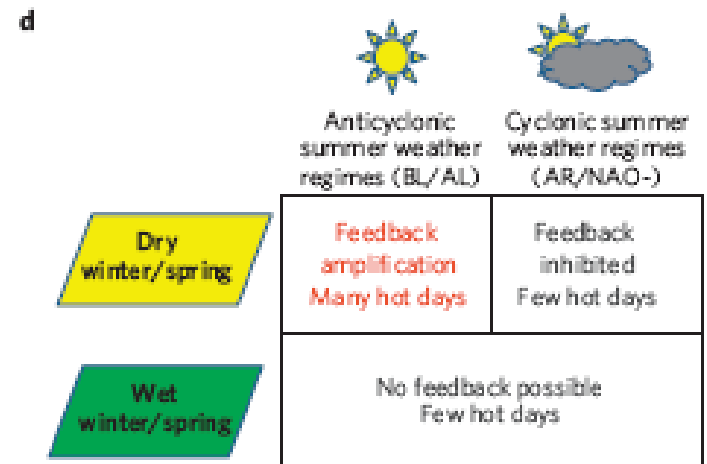 d
Anticyclonic
summer weather
regimes (BL/AL)
Cyclonic summer
weather regimes
(AR/NAO-)
Dry
winter/spring
Feedback
amplification
Many hot days
Feedback
inhibited
Few hot days
Wet
winter/spring
No feedback possible
Few hot days